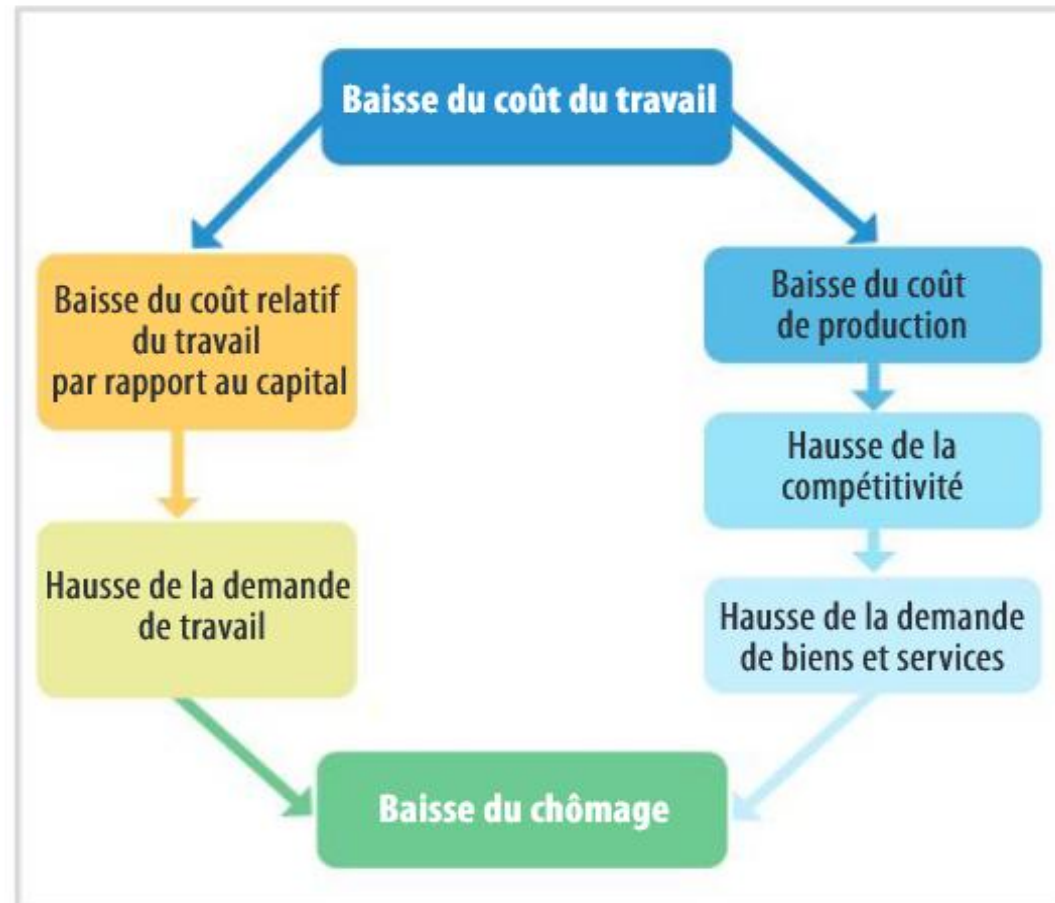 Baisse du coût du travail
Baisse du coût relatif
du travail
par rapport au capital
Hausse de la demande
de travail
Baisse du coût
de production
Hausse de la
compétitivité
Hausse de la demande
de biens et services
Baisse du chômage